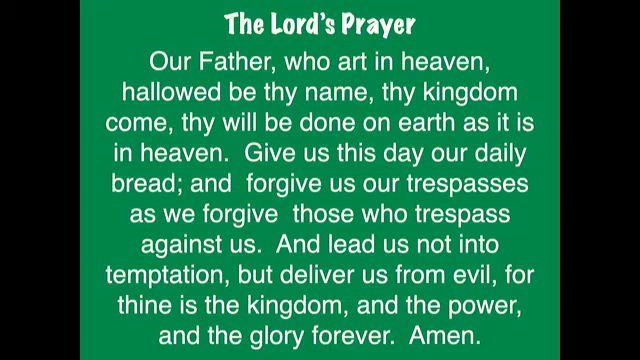 The Lord's Prayer
Our Father, who art in heaven,
hallowed be thy name, thy kingdom
come, thy will be done on earth as it is
in heaven.  Give us this day our daily
bread; and  forgive us our trespasses
as we forgive  those who trespass
against us.  And lead us not into
temptation, but deliver us from evil, for
thine is the kingdom, and the power,
and the glory forever.  Amen.